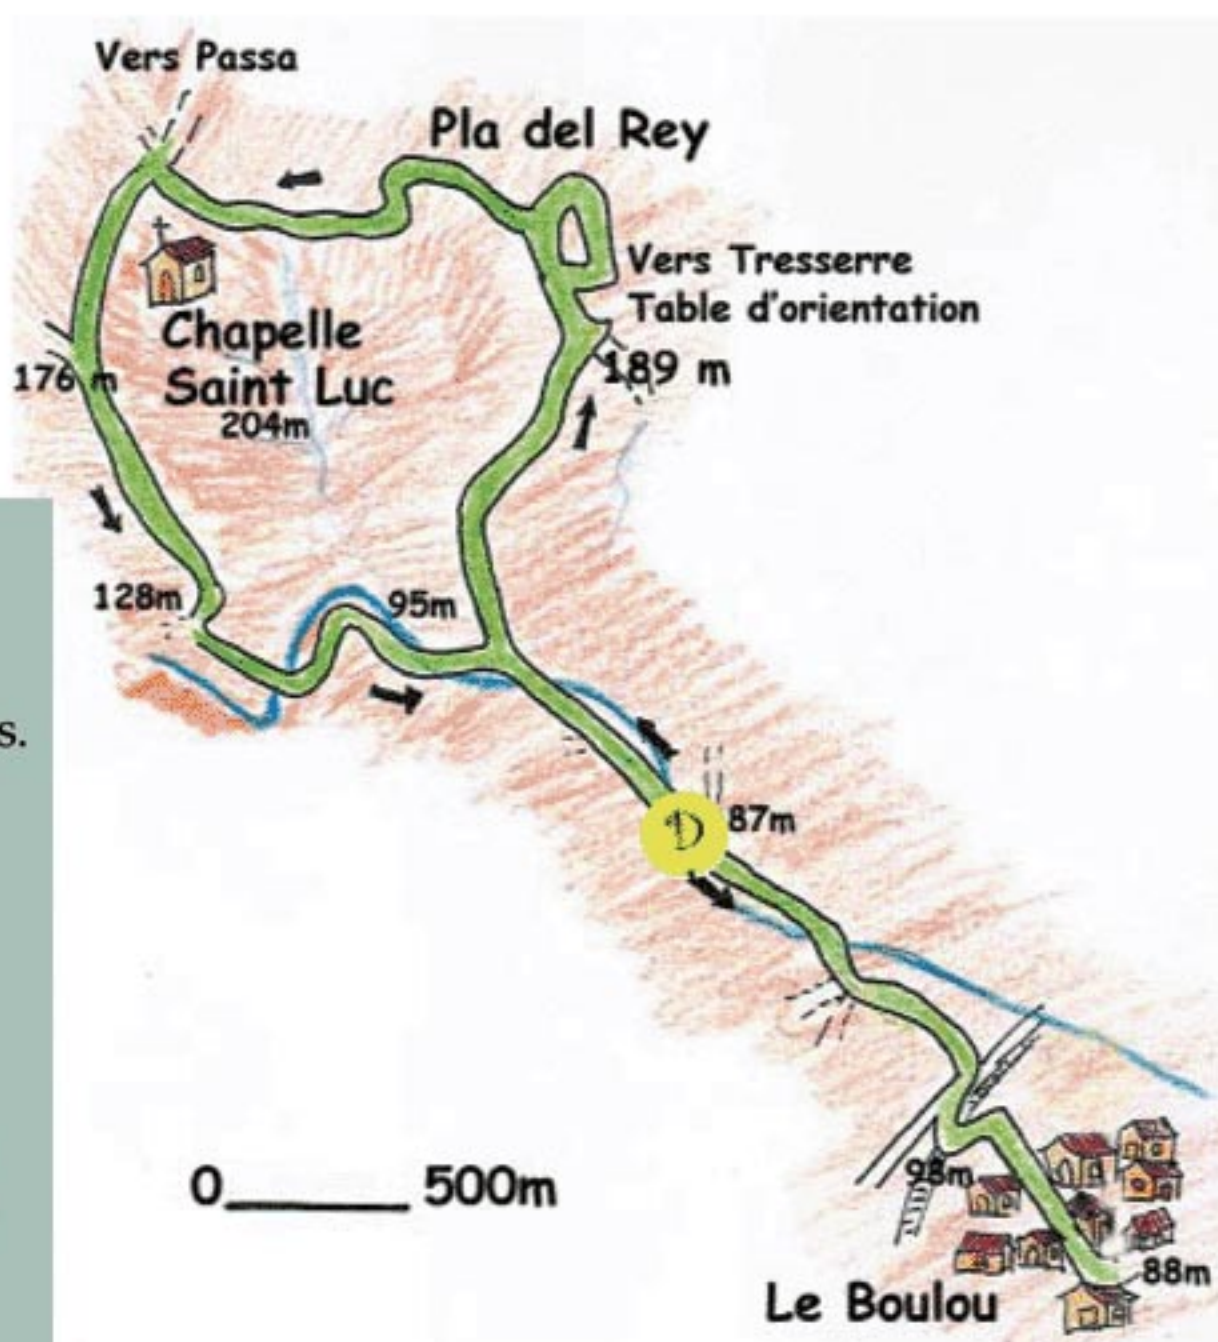 Vers Passa
Pla del Rey
Vers Tresserre
Table d'orientation
189 m
Chapelle
Saint Luc
204m
176 m
128m
95m
s.
D
87m
0 500m
98m
88m
Le Boulou